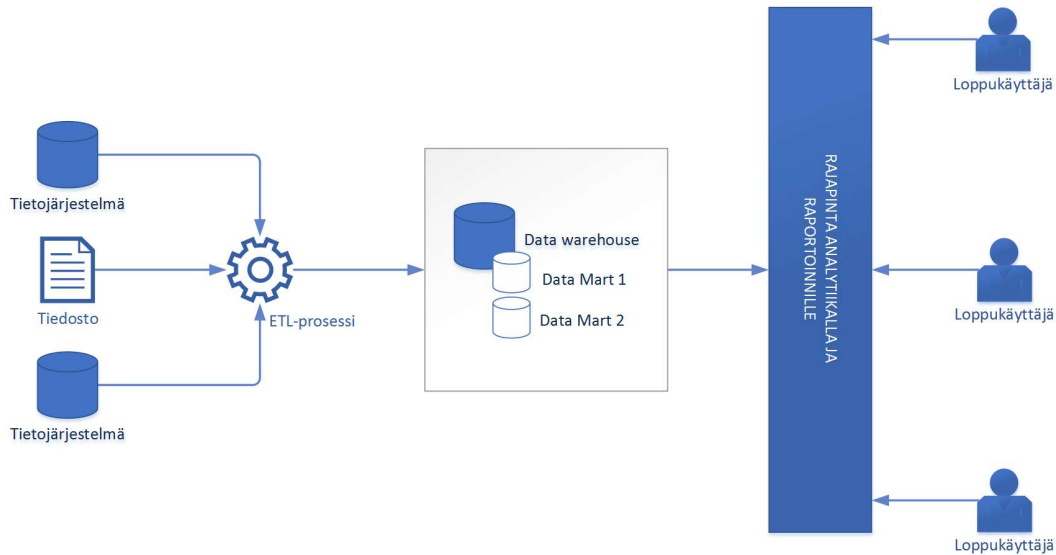 Loppukäyttäjä
Tietojärjestelmä
Tiedosto
Tietojärjestelmä
ETL-prosessi
Data warehouse
Data Mart 1
Data Mart 2
RAJAPINTA ANALYTIIKALLA JA
RAPORTOINNILLE
Loppukäyttäjä
Loppukäyttäjä